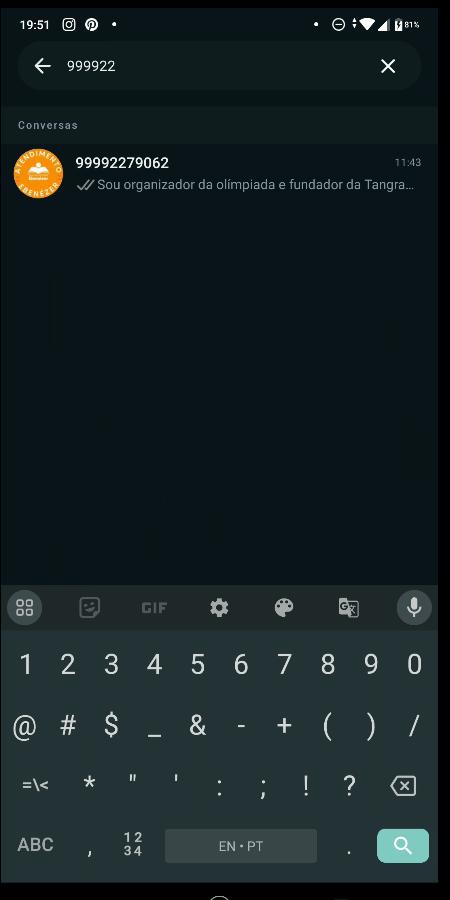 19:51
81%
999922
Conversas
ATENDIMENTO
EBENÉZER
99992279062
11:43
Sou organizador da olímpiada e fundador da Tangra...
GIF
1 2 3 4 5 6 7 8 9 0
@ # $ _ & - + ( ) /
=\< * " ' : ; ! ?
ABC , 12 34 EN • PT .